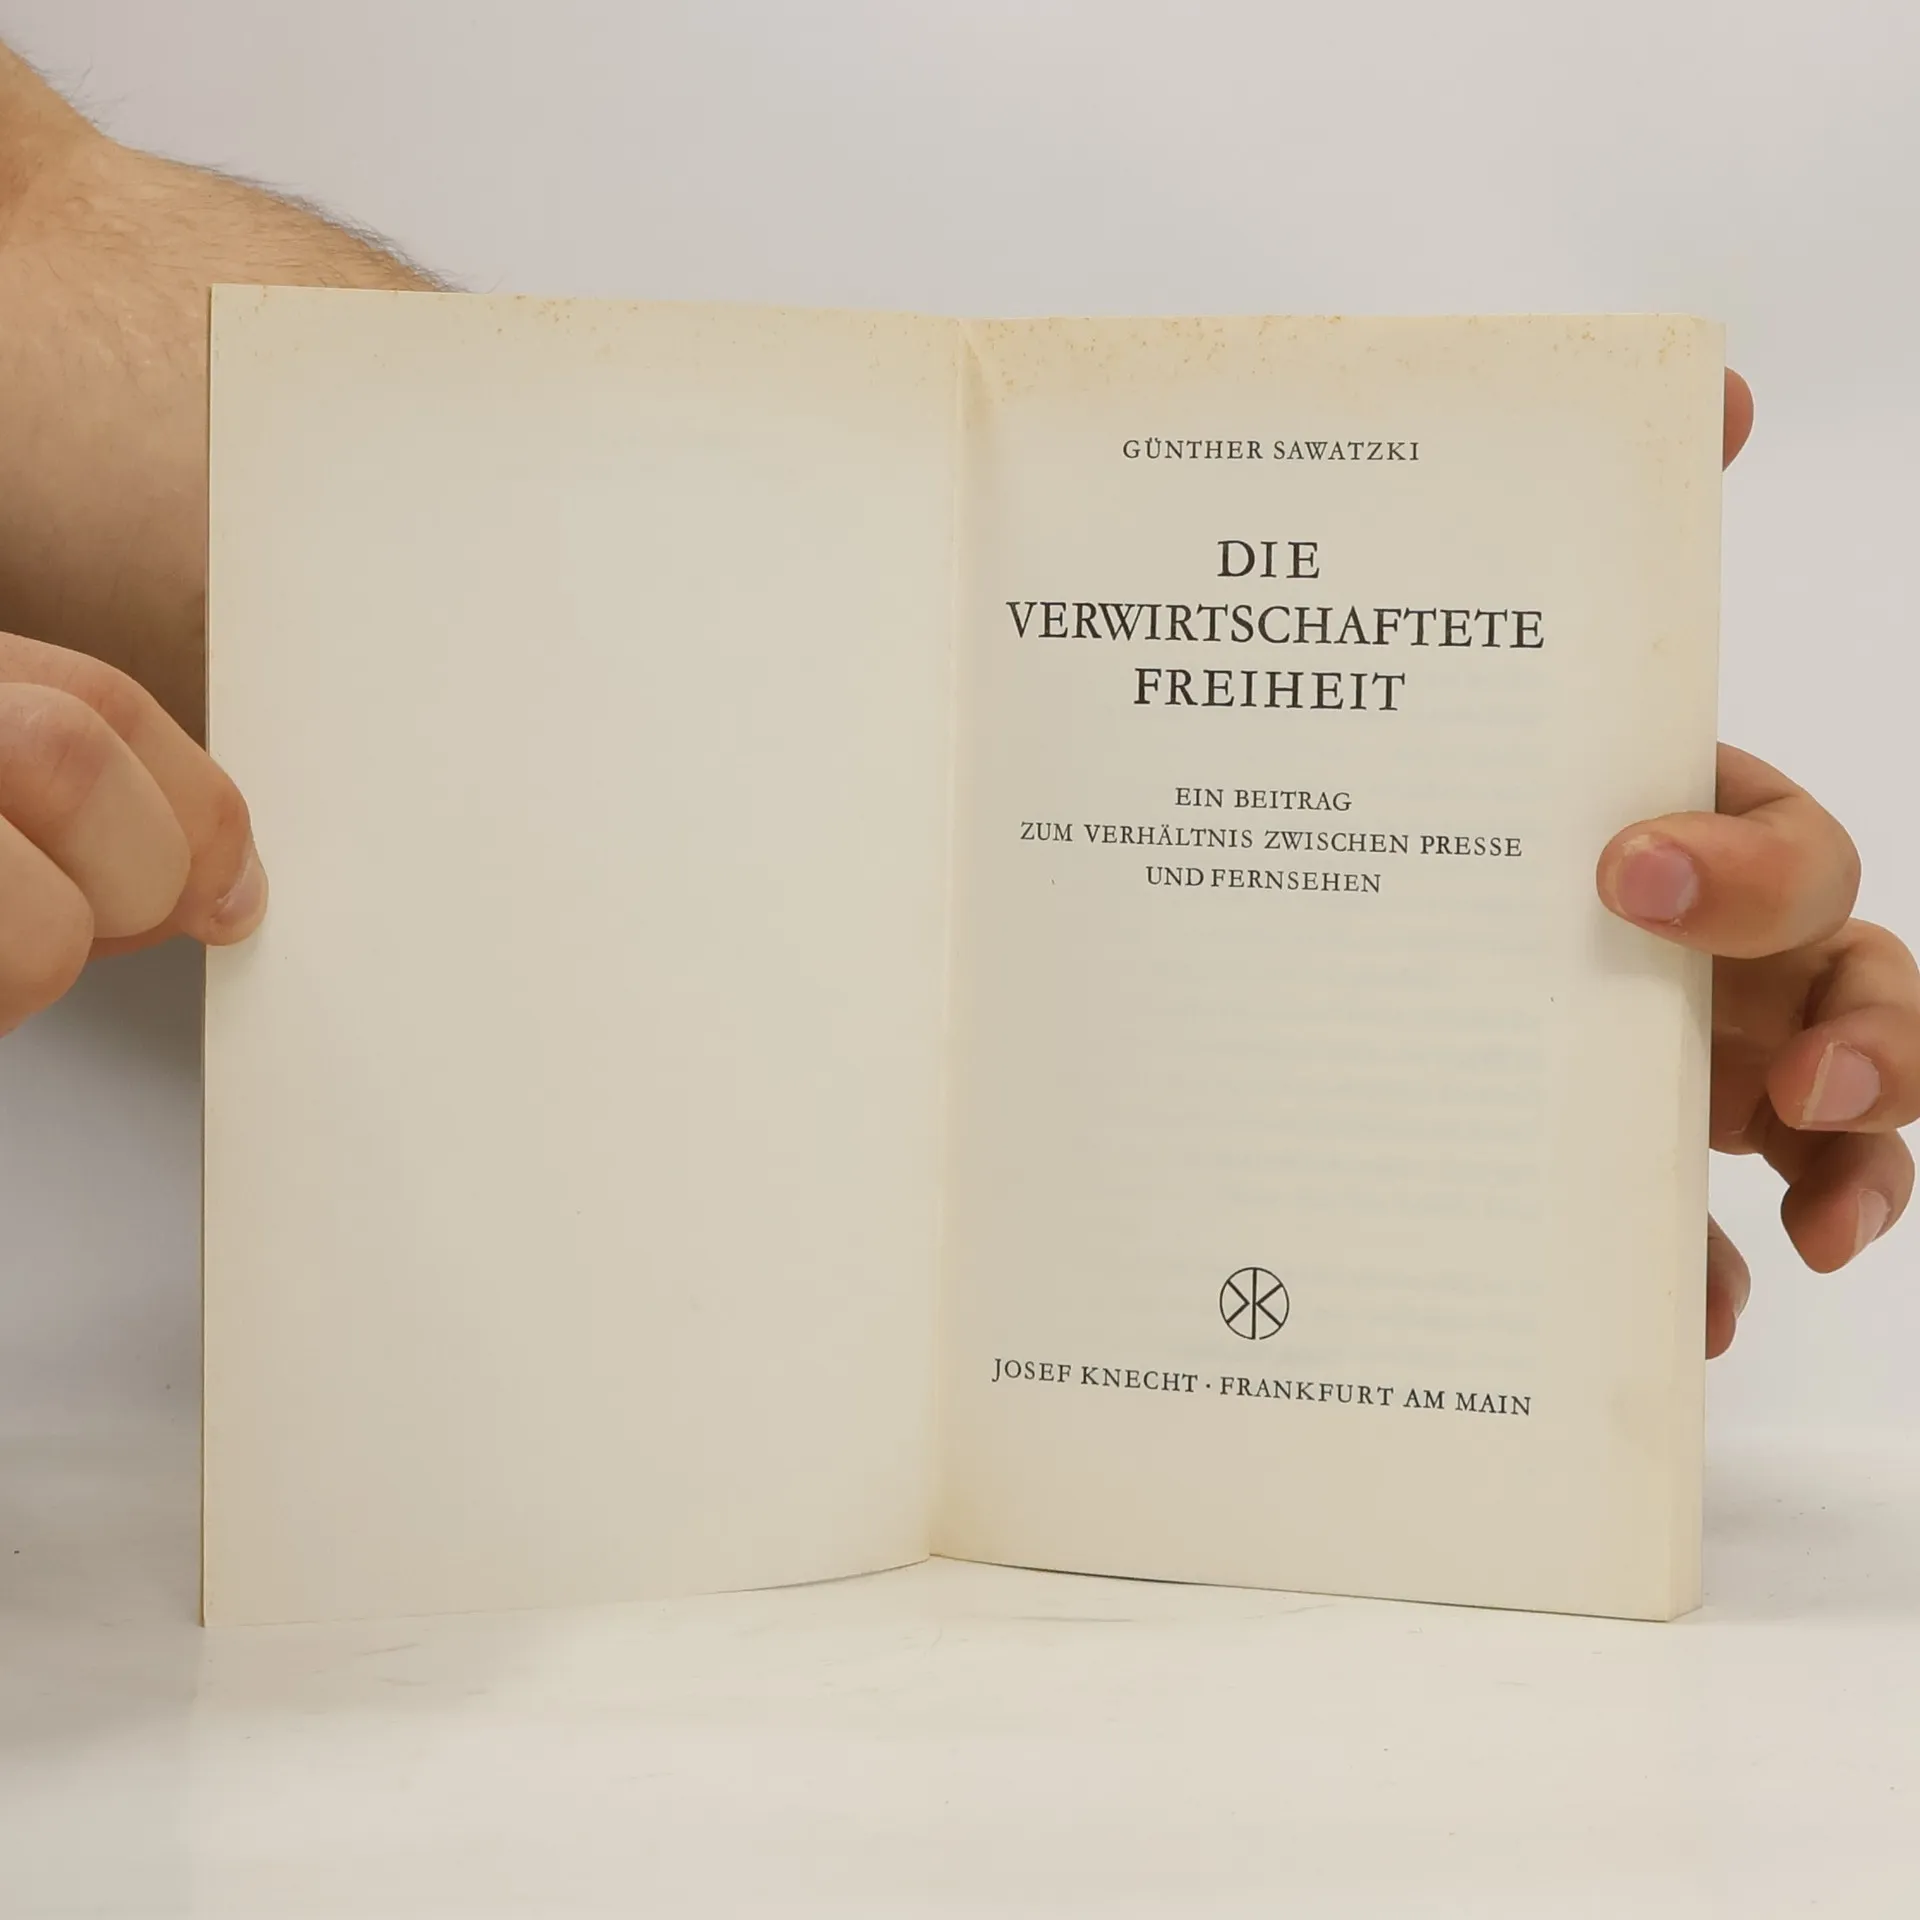 GÜNTHER SAWATZKI
DIE
VERWIRTSCHAFTETE
FREIHEIT
EIN BEITRAG
ZUM VERHÄLTNIS ZWISCHEN PRESSE
UND FERNSEHEN
JOSEF KNECHT · FRANKFURT AM MAIN